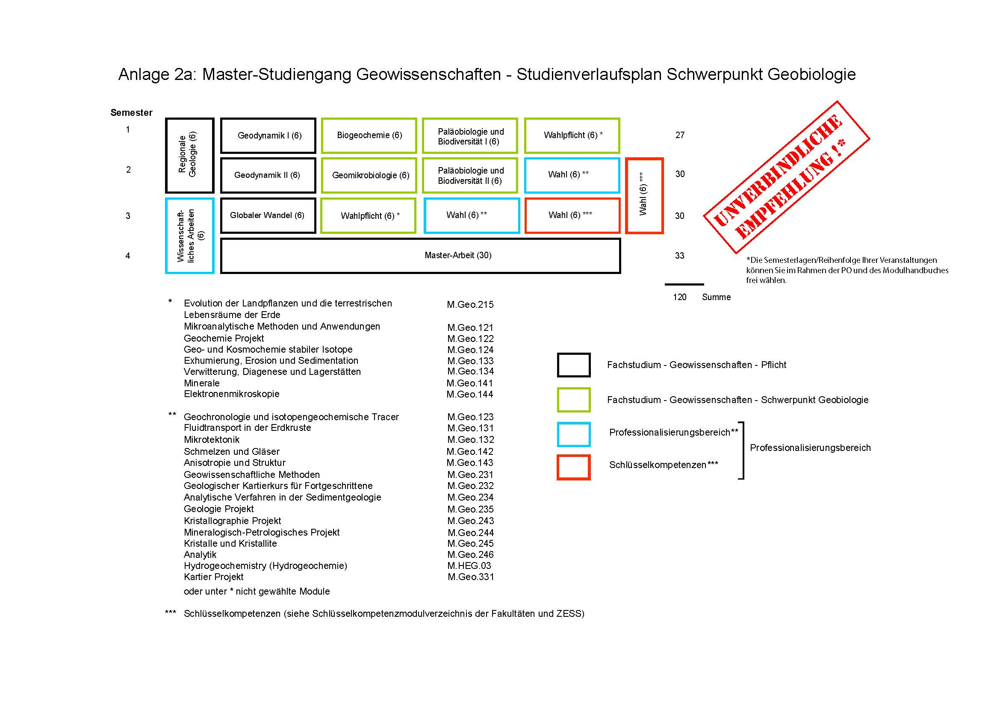 Anlage 2a: Master-Studiengang Geowissenschaften - Studienverlaufsplan Schwerpunkt Geobiologie
Semester
1
Regionale
Geologie (6)
Geodynamik I (6)
Biogeochemie (6)
Paläobiologie und
Biodiversität I (6)
Wahlpflicht (6) *
27
2
Geodynamik II (6)
Geomikrobiologie (6)
Paläobiologie und
Biodiversität II (6)
Wahl (6) **
Wahl (6) ***
30
3
Wissenschaft-
liches Arbeiten
(6)
Globaler Wandel (6)
Wahlpflicht (6) *
Wahl (6) **
Wahl (6) ***
30
4
Master-Arbeit (30)
33
120 Summe
UNVERBINDLICHE
EMPFEHLUNG !*
*Die Semesterlagen/Reihenfolge Ihrer Veranstaltungen
können Sie im Rahmen der PO und des Modulhandbuches
frei wählen.
* Evolution der Landpflanzen und die terrestrischen M.Geo.215
Lebensräume der Erde
Mikroanalytische Methoden und Anwendungen M.Geo.121
Geochemie Projekt M.Geo.122
Geo- und Kosmochemie stabiler Isotope M.Geo.124
Exhumierung, Erosion und Sedimentation M.Geo.133
Verwitterung, Diagenese und Lagerstätten M.Geo.134
Minerale M.Geo.141
Elektronenmikroskopie M.Geo.144
** Geochronologie und isotopengeochemische Tracer M.Geo.123
Fluidtransport in der Erdkruste M.Geo.131
Mikrotektonik M.Geo.132
Schmelzen und Gläser M.Geo.142
Anisotropie und Struktur M.Geo.143
Geowissenschaftliche Methoden M.Geo.231
Geologischer Kartierkurs für Fortgeschrittene M.Geo.232
Analytische Verfahren in der Sedimentgeologie M.Geo.234
Geologie Projekt M.Geo.235
Kristallographie Projekt M.Geo.243
Mineralogisch-Petrologisches Projekt M.Geo.244
Kristalle und Kristallite M.Geo.245
Analytik M.Geo.246
Hydrogeochemistry (Hydrogeochemie) M.HEG.03
Kartier Projekt M.Geo.331
oder unter * nicht gewählte Module
*** Schlüsselkompetenzen (siehe Schlüsselkompetenzmodulverzeichnis der Fakultäten und ZESS)
Fachstudium - Geowissenschaften - Pflicht
Fachstudium - Geowissenschaften - Schwerpunkt Geobiologie
Professionalisierungsbereich**
Schlüsselkompetenzen***
Professionalisierungsbereich